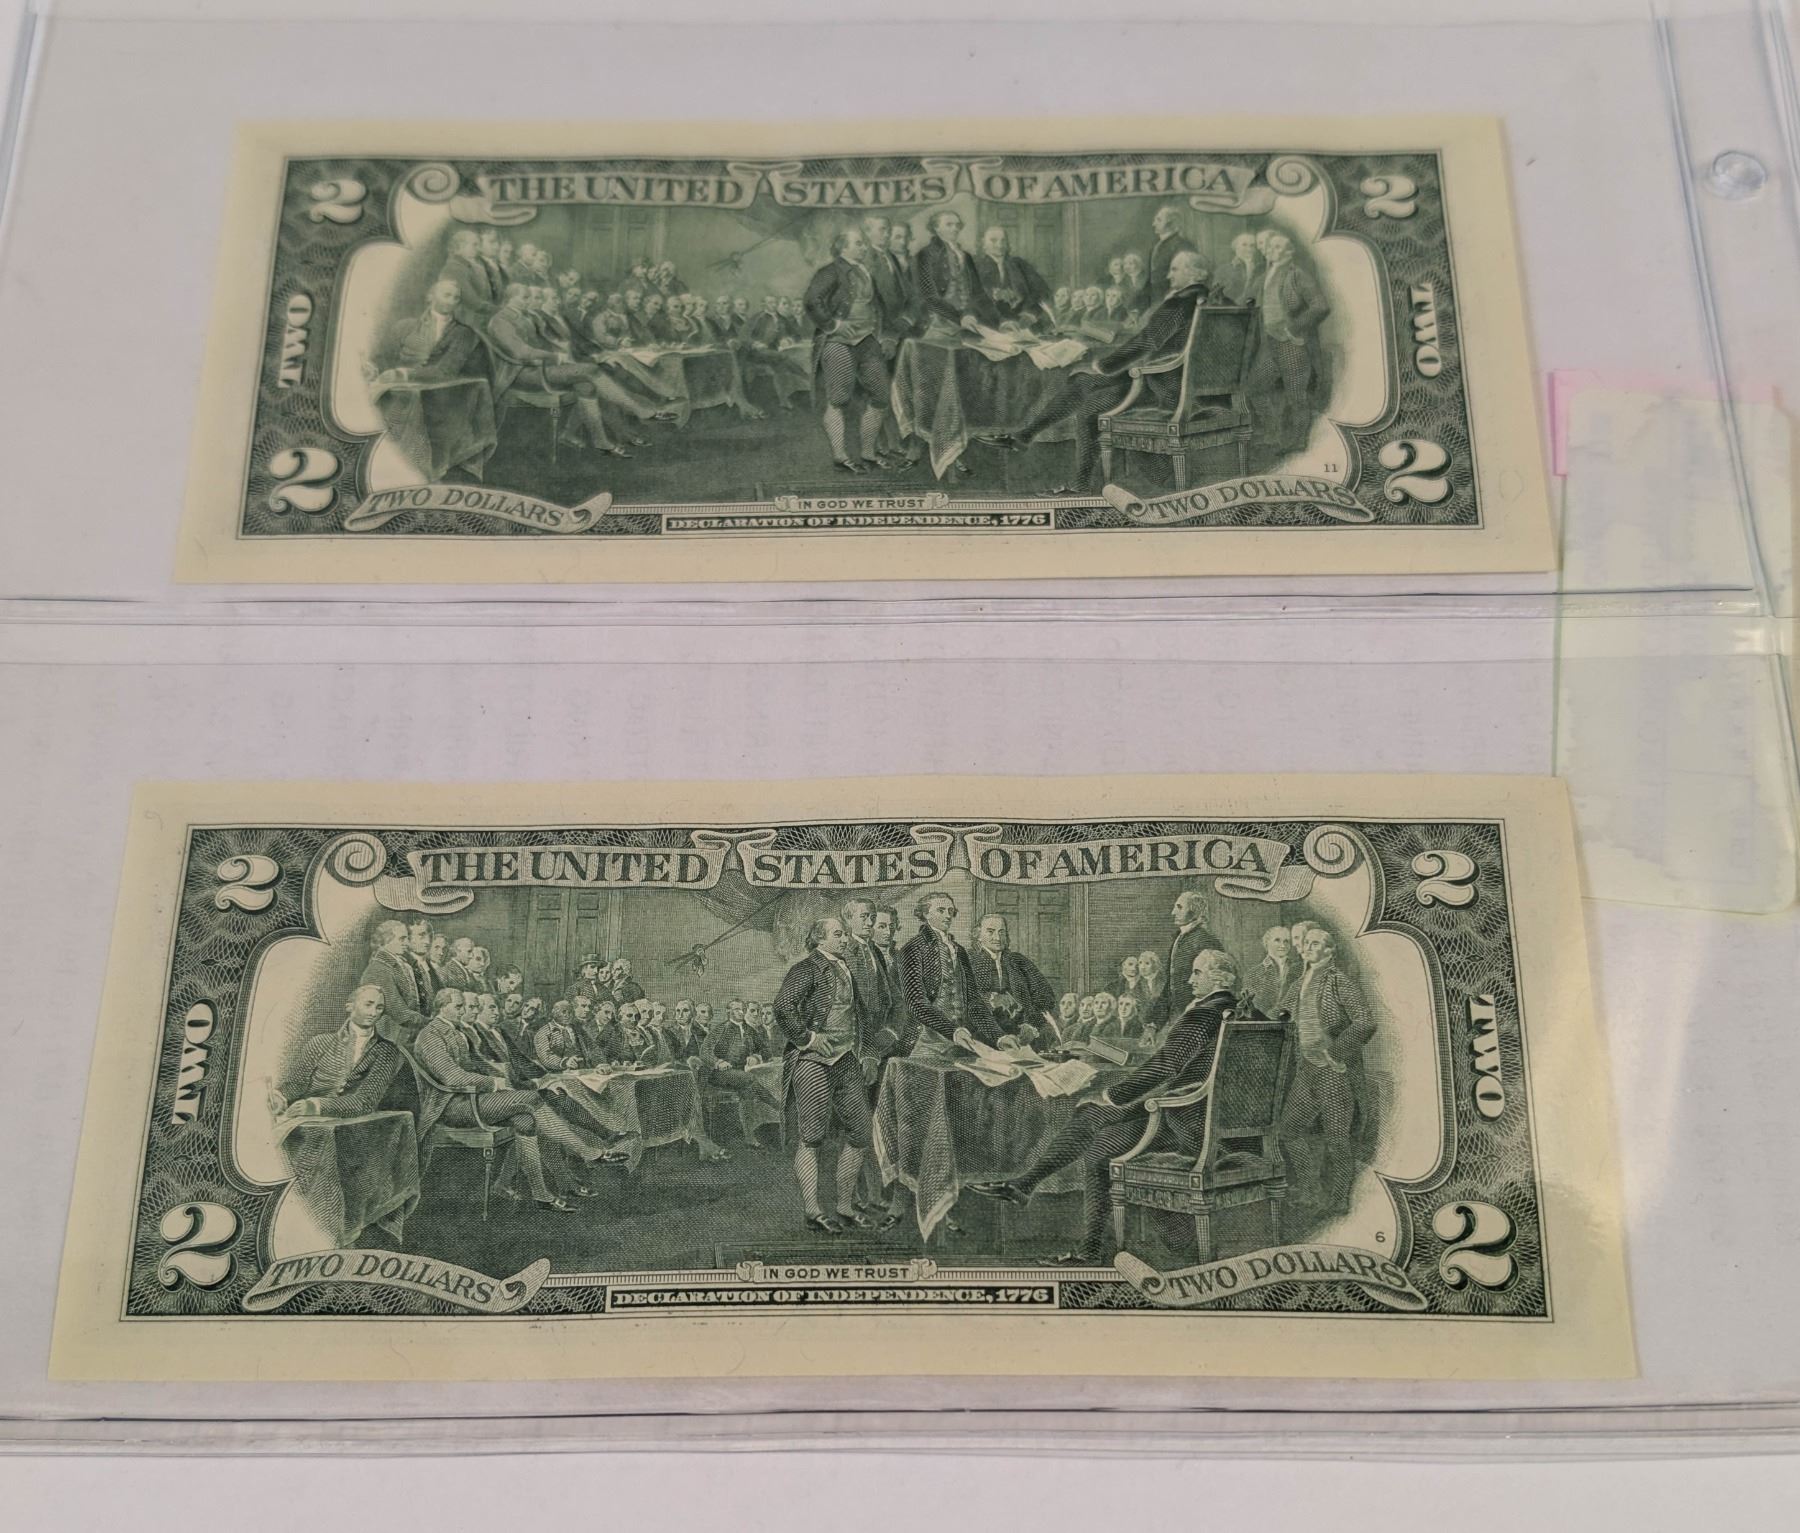 2 THE UNITED STATES OF AMERICA 2
TWO TWO
11
2 TWO DOLLARS IN GOD WE TRUST TWO DOLLARS 2
DECLARATION OF INDEPENDENCE, 1776
2 THE UNITED STATES OF AMERICA 2
TWO TWO
6
2 TWO DOLLARS IN GOD WE TRUST TWO DOLLARS 2
DECLARATION OF INDEPENDENCE, 1776